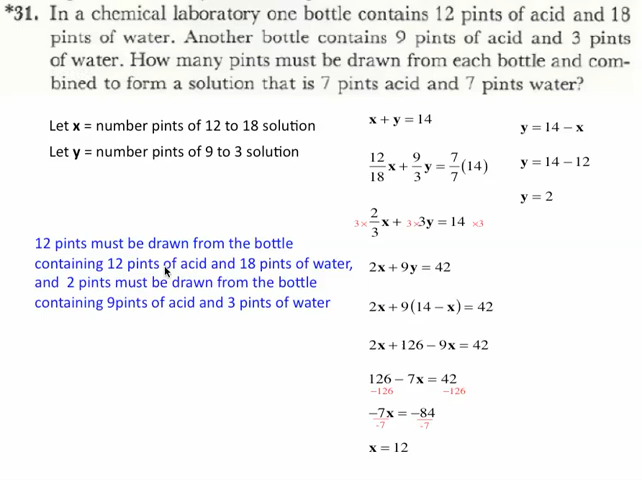 *31. In a chemical laboratory one bottle contains 12 pints of acid and 18
pints of water. Another bottle contains 9 pints of acid and 3 pints
of water. How many pints must be drawn from each bottle and com-
bined to form a solution that is 7 pints acid and 7 pints water?
Let x = number pints of 12 to 18 solution
Let y = number pints of 9 to 3 solution
12 pints must be drawn from the bottle
containing 12 pints of acid and 18 pints of water,
and 2 pints must be drawn from the bottle
containing 9pints of acid and 3 pints of water
x + y = 14
12/18 x + 9/3 y = 7/7 (14)
3× 2/3 x + 3× 3y = 14 ×3
2x + 9y = 42
2x + 9(14 − x) = 42
2x + 126 − 9x = 42
126 − 7x = 42
−126 −126
−7x = −84
-7 -7
x = 12
y = 14 − x
y = 14 − 12
y = 2